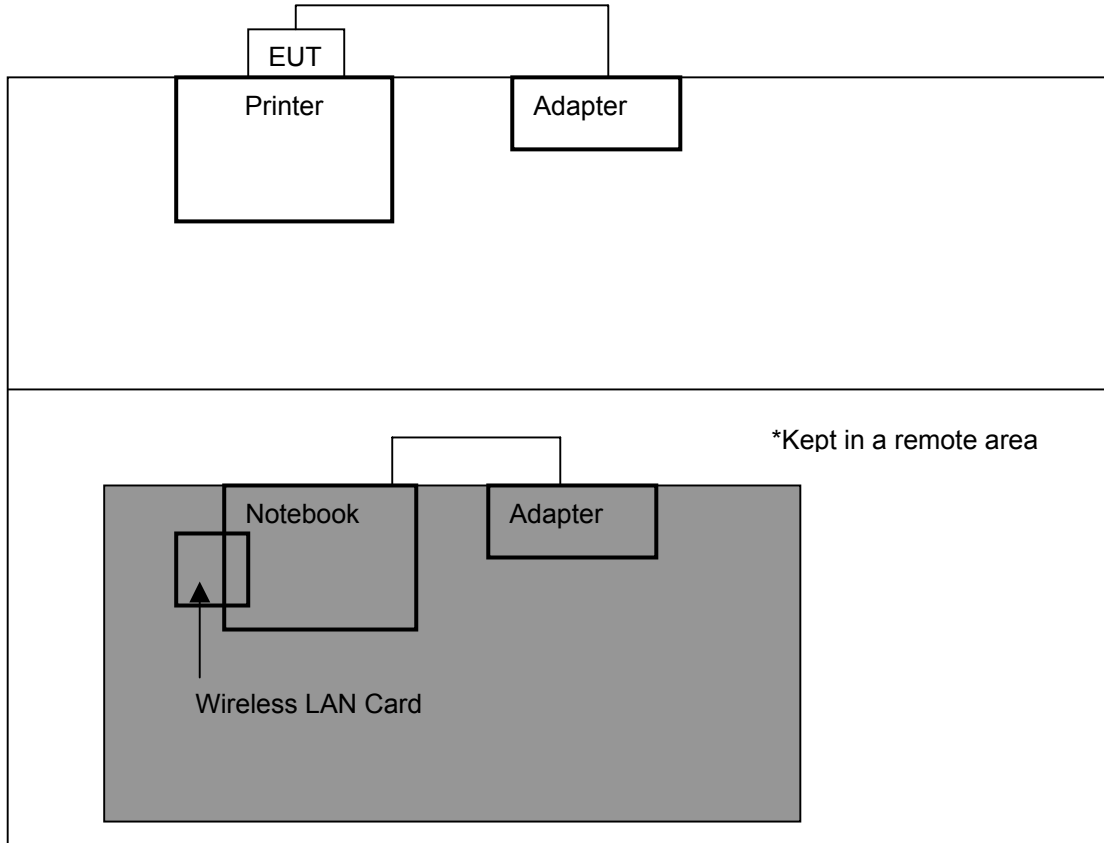 EUT
Printer
Adapter
*Kept in a remote area
Notebook
Adapter
Wireless LAN Card